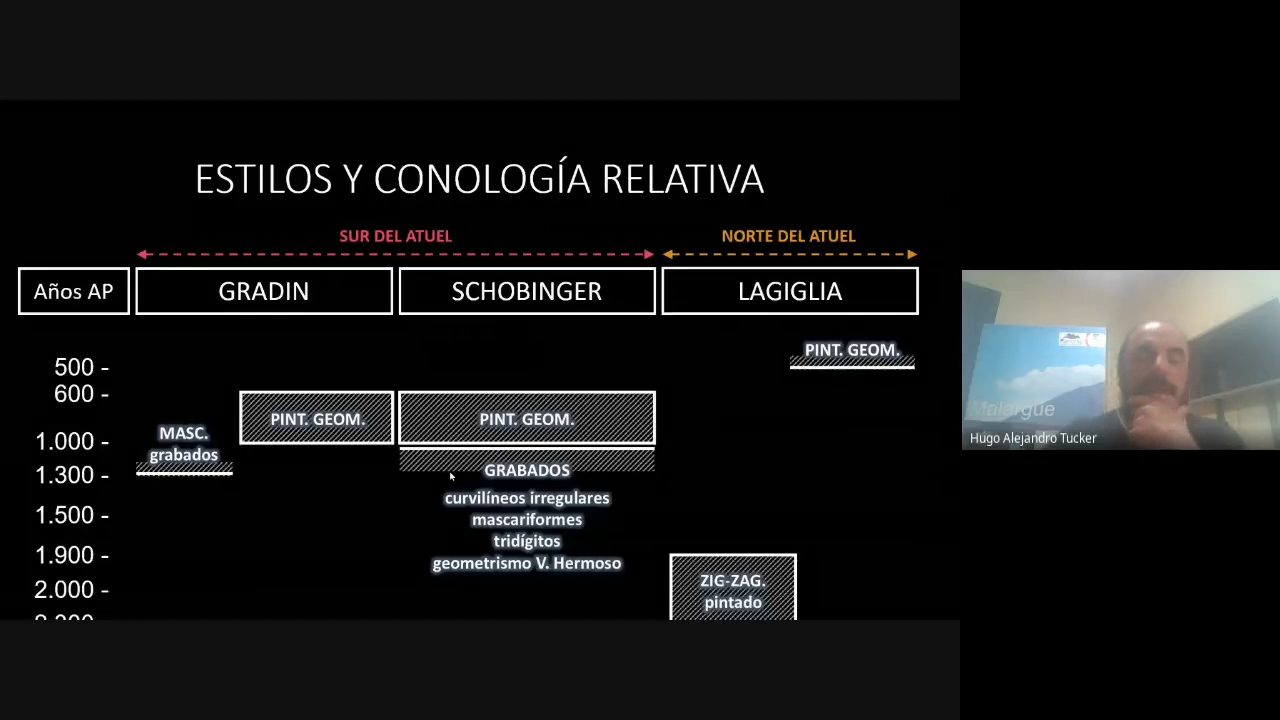 ESTILOS Y CONOLOGÍA RELATIVA
SUR DEL ATUEL
NORTE DEL ATUEL
Años AP
GRADIN
SCHOBINGER
LAGIGLIA
PINT. GEOM.
500 -
600 -
MASC.
grabados
PINT. GEOM.
PINT. GEOM.
1.000 -
1.300 -
GRABADOS
curvilíneos irregulares
mascariformes
tridígitos
geometrismo V. Hermoso
1.500 -
1.900 -
2.000 -
ZIG-ZAG.
pintado
Malargüe
Hugo Alejandro Tucker